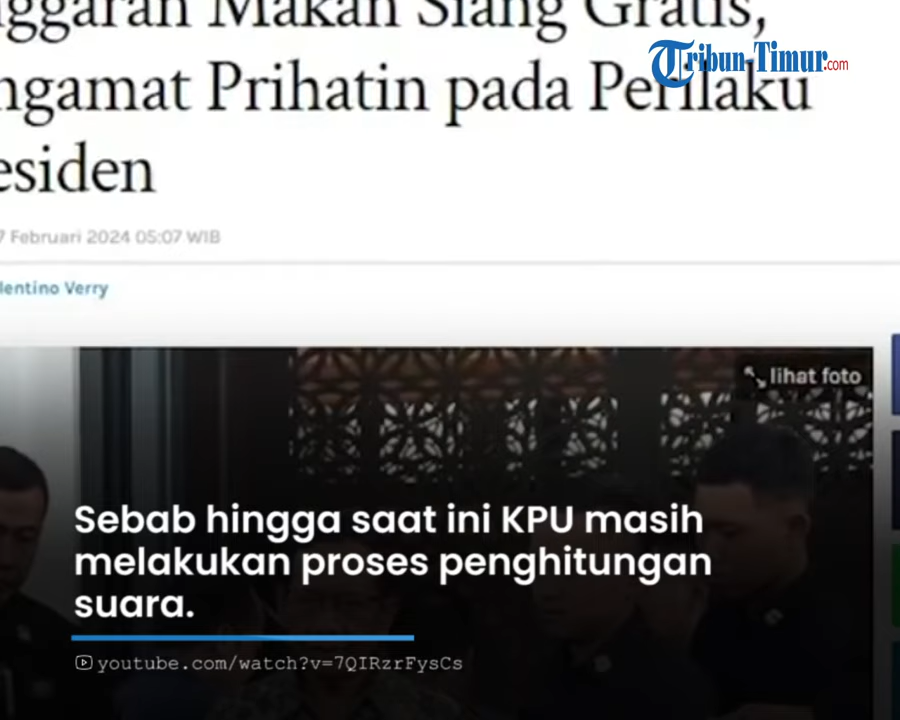 nggaran Makan Siang Gratis,
Tribun-Timur.com
ngamat Prihatin pada Perilaku
esiden
7 Februari 2024 05:07 WIB
lentino Verry
lihat foto
Sebab hingga saat ini KPU masih
melakukan proses penghitungan
suara.
youtube.com/watch?v=7QIRzrFysCs